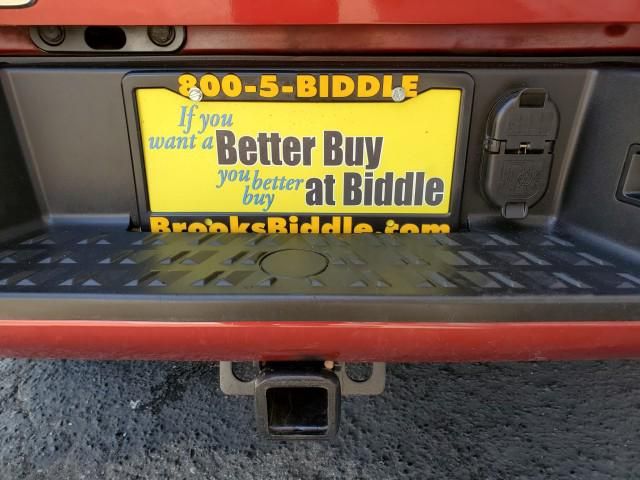 800-5-BIDDLE
If you
want a Better Buy
you better
buy at Biddle
BrooksBiddle.com